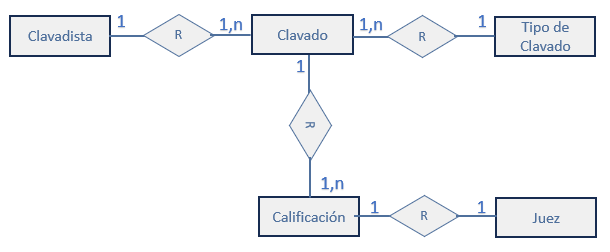 Clavadista
1
R
1,n
Clavado
1,n
R
1
Tipo de
Clavado
1
R
1,n
Calificación
1
R
1
Juez